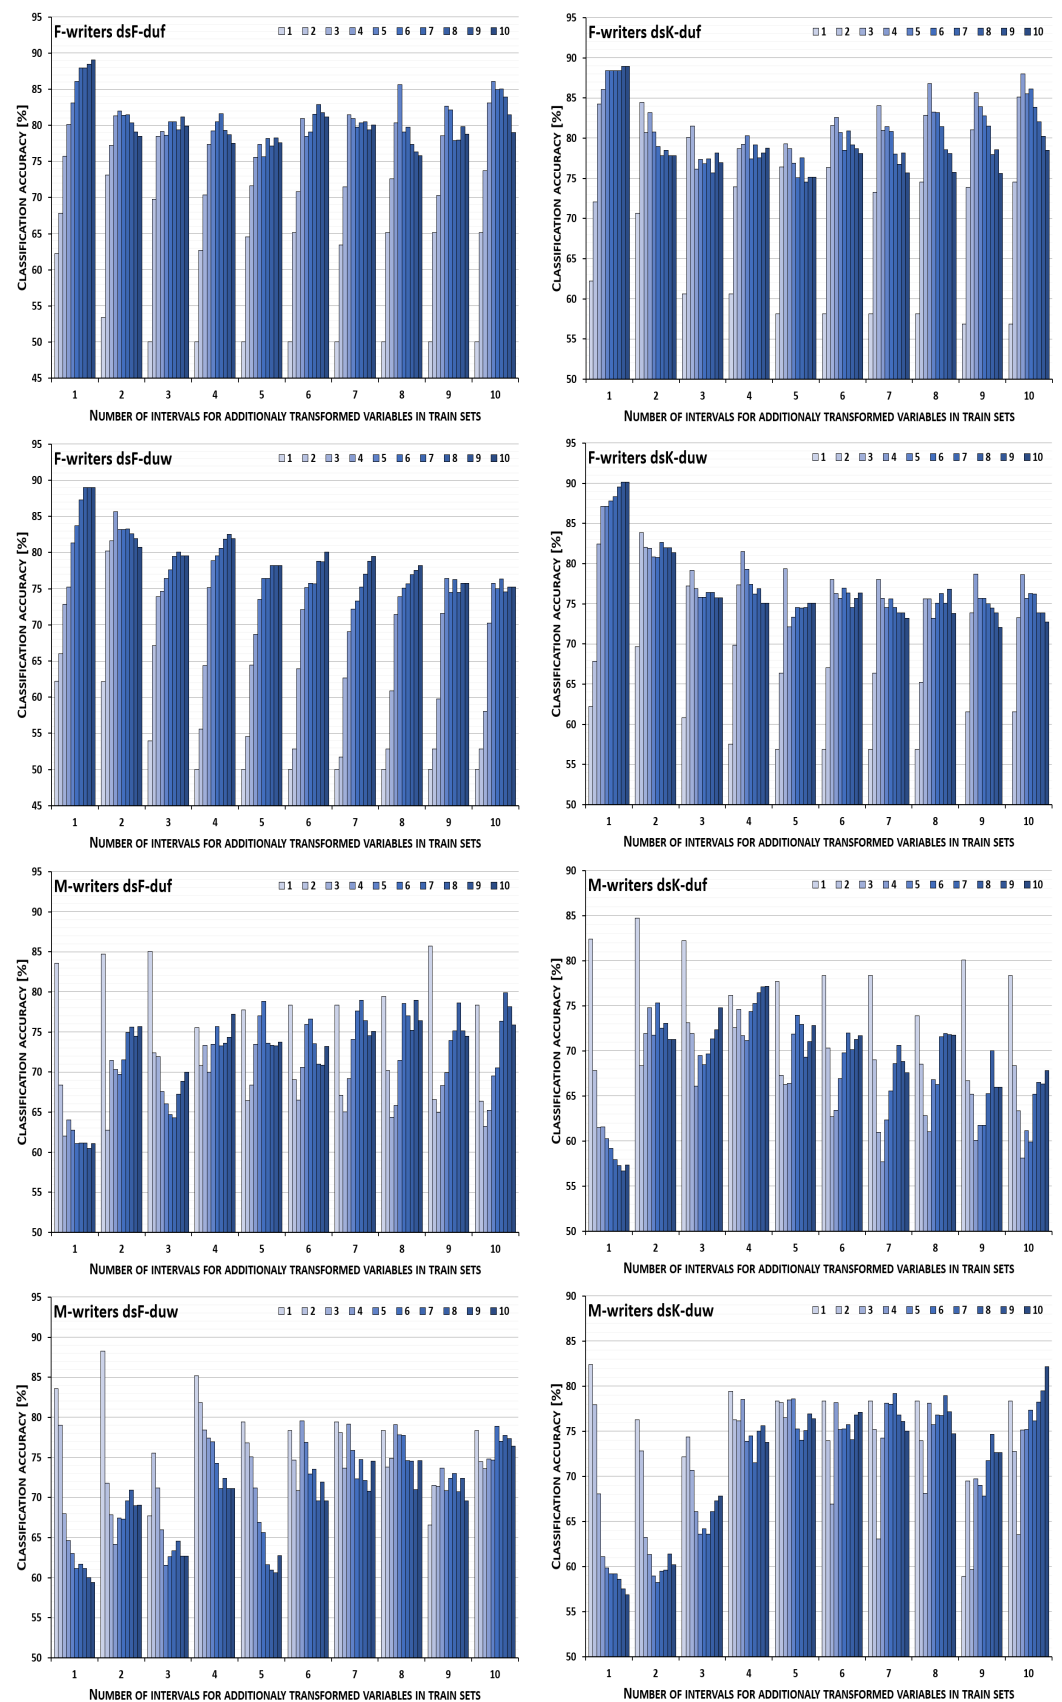 F-writers dsF-duf
1 2 3 4 5 6 7 8 9 10
95
90
85
80
75
70
65
60
55
50
45
CLASSIFICATION ACCURACY [%]
1 2 3 4 5 6 7 8 9 10
NUMBER OF INTERVALS FOR ADDITIONALY TRANSFORMED VARIABLES IN TRAIN SETS
F-writers dsK-duf
1 2 3 4 5 6 7 8 9 10
95
90
85
80
75
70
65
60
55
50
CLASSIFICATION ACCURACY [%]
1 2 3 4 5 6 7 8 9 10
NUMBER OF INTERVALS FOR ADDITIONALY TRANSFORMED VARIABLES IN TRAIN SETS
F-writers dsF-duw
1 2 3 4 5 6 7 8 9 10
95
90
85
80
75
70
65
60
55
50
45
CLASSIFICATION ACCURACY [%]
1 2 3 4 5 6 7 8 9 10
NUMBER OF INTERVALS FOR ADDITIONALY TRANSFORMED VARIABLES IN TRAIN SETS
F-writers dsK-duw
1 2 3 4 5 6 7 8 9 10
95
90
85
80
75
70
65
60
55
50
CLASSIFICATION ACCURACY [%]
1 2 3 4 5 6 7 8 9 10
NUMBER OF INTERVALS FOR ADDITIONALY TRANSFORMED VARIABLES IN TRAIN SETS
M-writers dsF-duf
1 2 3 4 5 6 7 8 9 10
95
90
85
80
75
70
65
60
55
50
CLASSIFICATION ACCURACY [%]
1 2 3 4 5 6 7 8 9 10
NUMBER OF INTERVALS FOR ADDITIONALY TRANSFORMED VARIABLES IN TRAIN SETS
M-writers dsK-duf
1 2 3 4 5 6 7 8 9 10
90
85
80
75
70
65
60
55
50
CLASSIFICATION ACCURACY [%]
1 2 3 4 5 6 7 8 9 10
NUMBER OF INTERVALS FOR ADDITIONALY TRANSFORMED VARIABLES IN TRAIN SETS
M-writers dsF-duw
1 2 3 4 5 6 7 8 9 10
95
90
85
80
75
70
65
60
55
50
CLASSIFICATION ACCURACY [%]
1 2 3 4 5 6 7 8 9 10
NUMBER OF INTERVALS FOR ADDITIONALY TRANSFORMED VARIABLES IN TRAIN SETS
M-writers dsK-duw
1 2 3 4 5 6 7 8 9 10
90
85
80
75
70
65
60
55
50
CLASSIFICATION ACCURACY [%]
1 2 3 4 5 6 7 8 9 10
NUMBER OF INTERVALS FOR ADDITIONALY TRANSFORMED VARIABLES IN TRAIN SETS